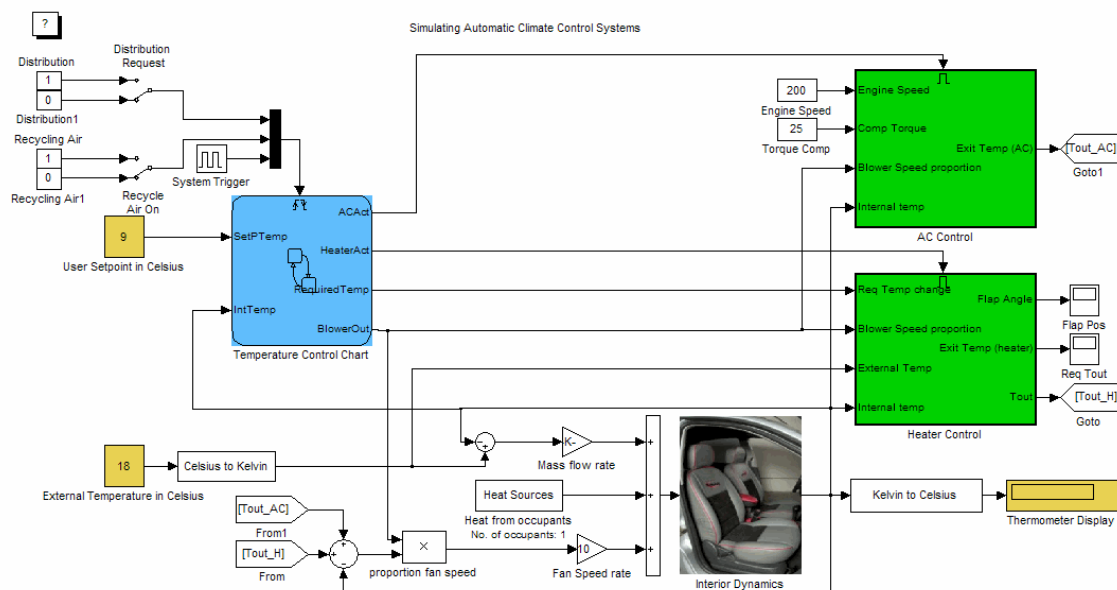 ?
Simulating Automatic Climate Control Systems
Distribution
Distribution
Request
1
0
Distribution1
Recycling Air
1
0
Recycling Air1
Recycle
Air On
System Trigger
9
User Setpoint in Celsius
SetPTemp
IntTemp
ACAct
HeaterAct
RequiredTemp
BlowerOut
Temperature Control Chart
200
Engine Speed
25
Torque Comp
Engine Speed
Comp Torque
Blower Speed proportion
Internal temp
Exit Temp (AC)
AC Control
[Tout_AC]
Goto1
Req Temp change
Blower Speed proportion
External Temp
Internal temp
Flap Angle
Exit Temp (heater)
Tout
Heater Control
Flap Pos
Req Tout
[Tout_H]
Goto
18
External Temperature in Celsius
Celsius to Kelvin
K-
Mass flow rate
Heat Sources
Heat from occupants
No. of occupants: 1
[Tout_AC]
From1
[Tout_H]
From
×
proportion fan speed
10
Fan Speed rate
Interior Dynamics
Kelvin to Celsius
Thermometer Display